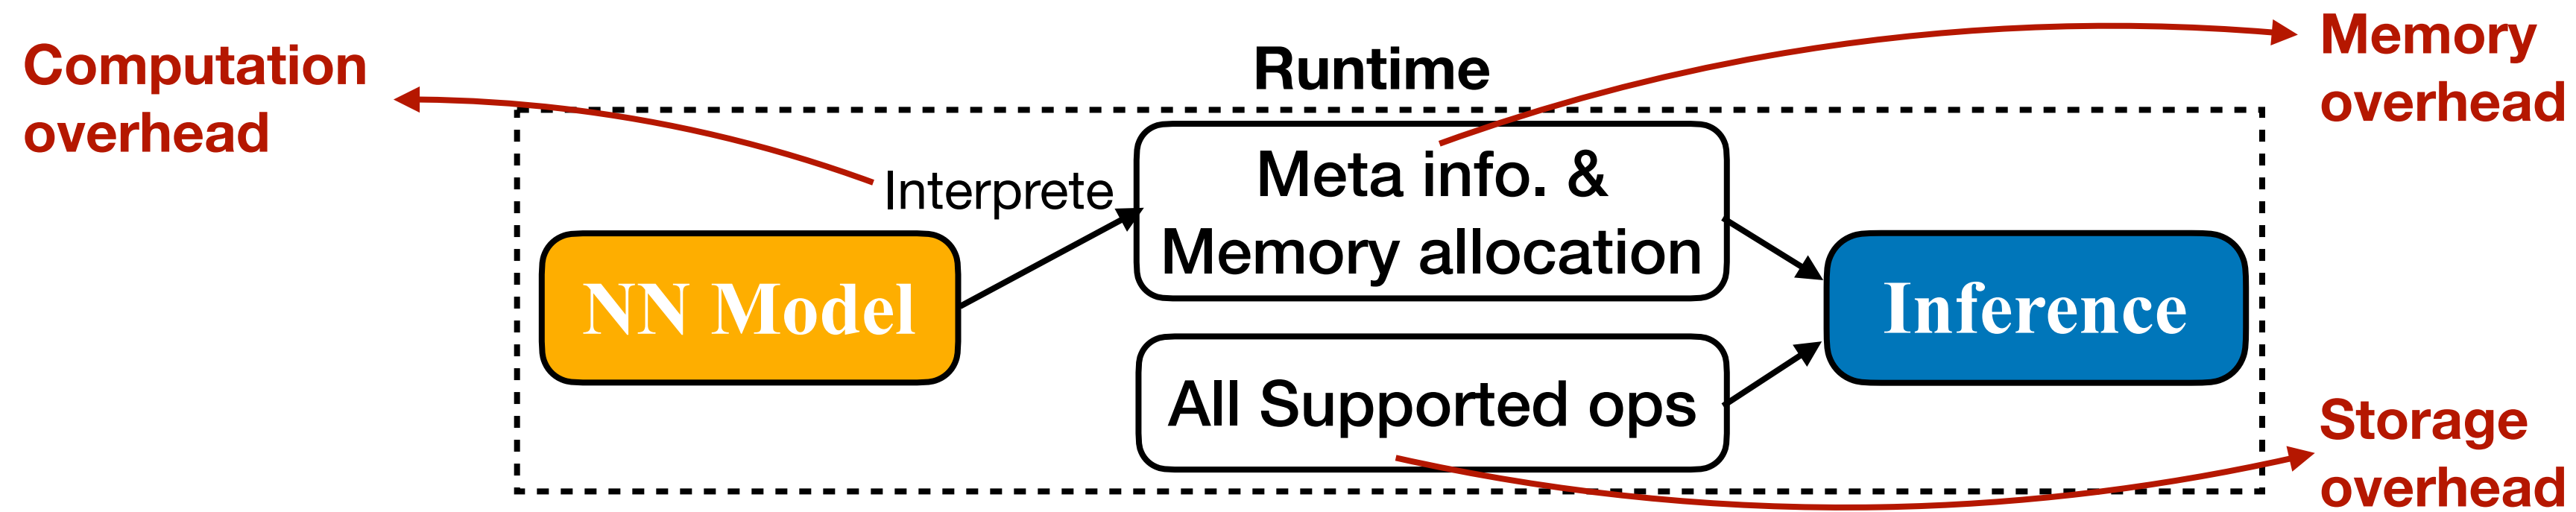 Computation
overhead
Runtime
Memory
overhead
Interprete
Meta info. &
Memory allocation
NN Model
Inference
All Supported ops
Storage
overhead